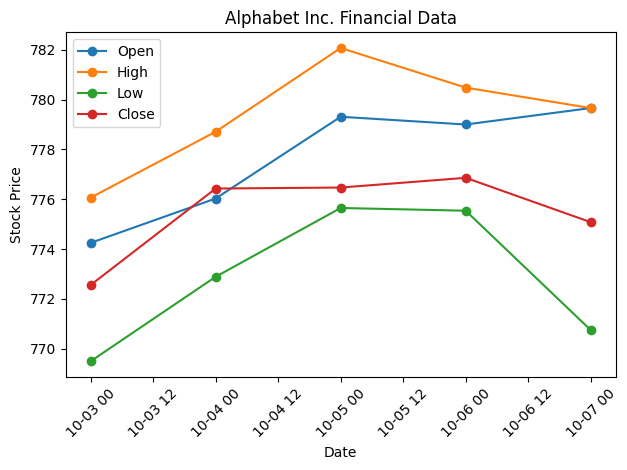 Alphabet Inc. Financial Data
Open
High
Low
Close
Stock Price
782
780
778
776
774
772
770
10-03 00
10-03 12
10-04 00
10-04 12
10-05 00
10-05 12
10-06 00
10-06 12
10-07 00
Date